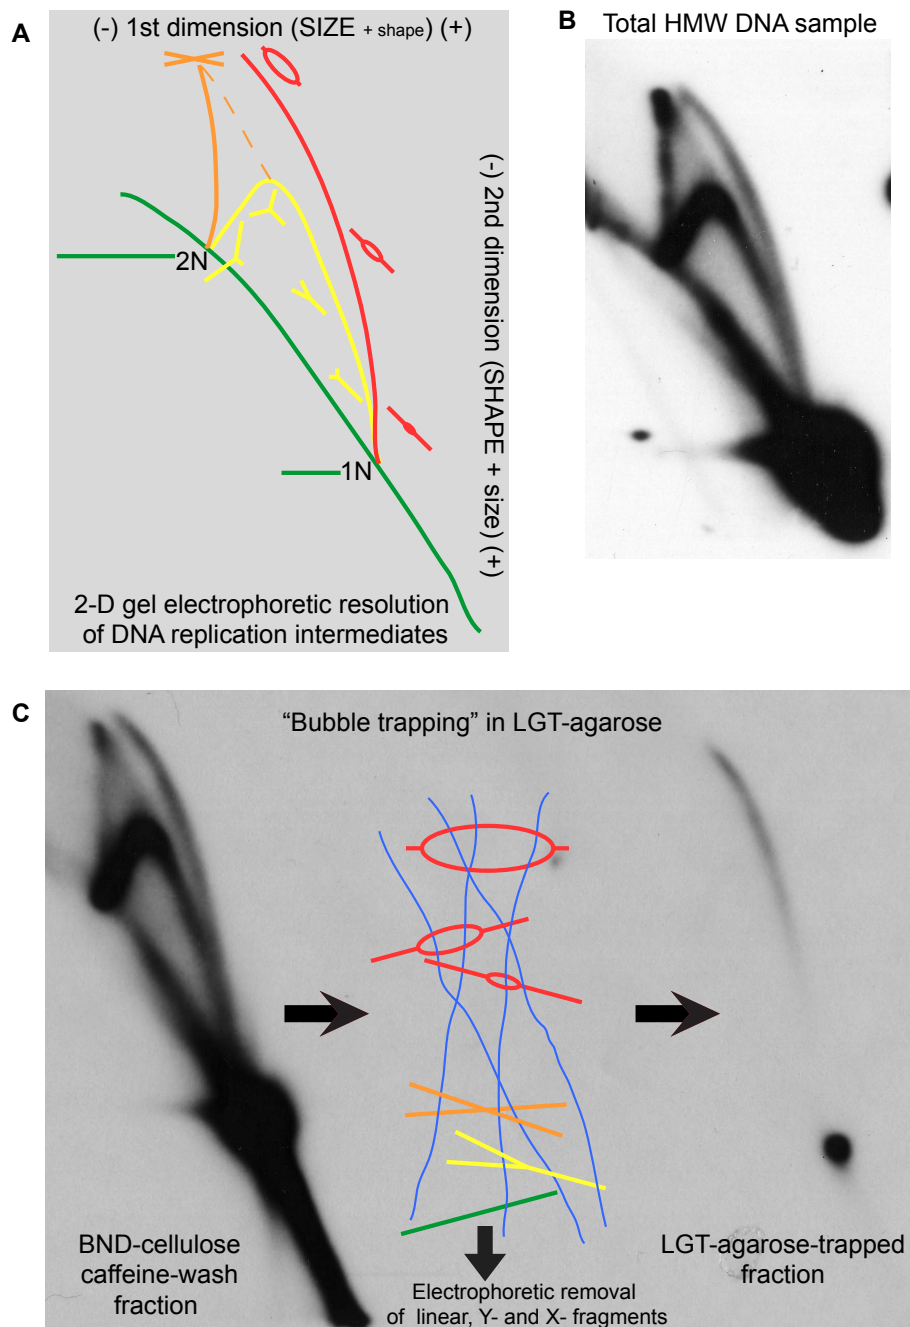 A
(-) 1st dimension (SIZE + shape) (+)
2N
1N
(-) 2nd dimension (SHAPE + size) (+)
2-D gel electrophoretic resolution
of DNA replication intermediates
B
Total HMW DNA sample
C
“Bubble trapping” in LGT-agarose
BND-cellulose
caffeine-wash
fraction
Electrophoretic removal
of linear, Y- and X- fragments
LGT-agarose-trapped
fraction